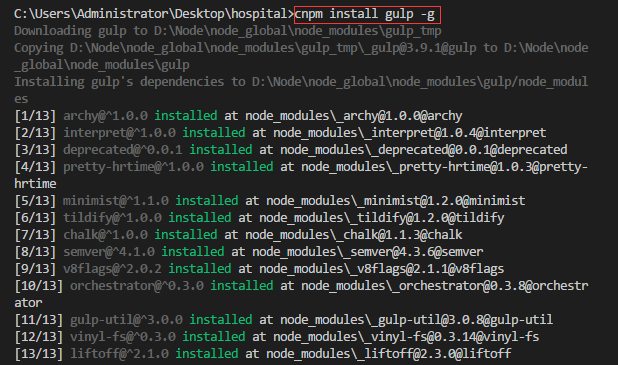 C:\Users\Administrator\Desktop\hospital>cnpm install gulp -g
Downloading gulp to D:\Node\node_global\node_modules\gulp_tmp
Copying D:\Node\node_global\node_modules\gulp_tmp\_gulp@3.9.1@gulp to D:\Node\node
_global\node_modules\gulp
Installing gulp's dependencies to D:\Node\node_global\node_modules\gulp/node_modul
es
[1/13] archy@^1.0.0 installed at node_modules\_archy@1.0.0@archy
[2/13] interpret@^1.0.0 installed at node_modules\_interpret@1.0.4@interpret
[3/13] deprecated@^0.0.1 installed at node_modules\_deprecated@0.0.1@deprecated
[4/13] pretty-hrtime@^1.0.0 installed at node_modules\_pretty-hrtime@1.0.3@pretty-
hrtime
[5/13] minimist@^1.1.0 installed at node_modules\_minimist@1.2.0@minimist
[6/13] tildify@^1.0.0 installed at node_modules\_tildify@1.2.0@tildify
[7/13] chalk@^1.0.0 installed at node_modules\_chalk@1.1.3@chalk
[8/13] semver@^4.1.0 installed at node_modules\_semver@4.3.6@semver
[9/13] v8flags@^2.0.2 installed at node_modules\_v8flags@2.1.1@v8flags
[10/13] orchestrator@^0.3.0 installed at node_modules\_orchestrator@0.3.8@orchestr
ator
[11/13] gulp-util@^3.0.0 installed at node_modules\_gulp-util@3.0.8@gulp-util
[12/13] vinyl-fs@^0.3.0 installed at node_modules\_vinyl-fs@0.3.14@vinyl-fs
[13/13] liftoff@^2.1.0 installed at node_modules\_liftoff@2.3.0@liftoff